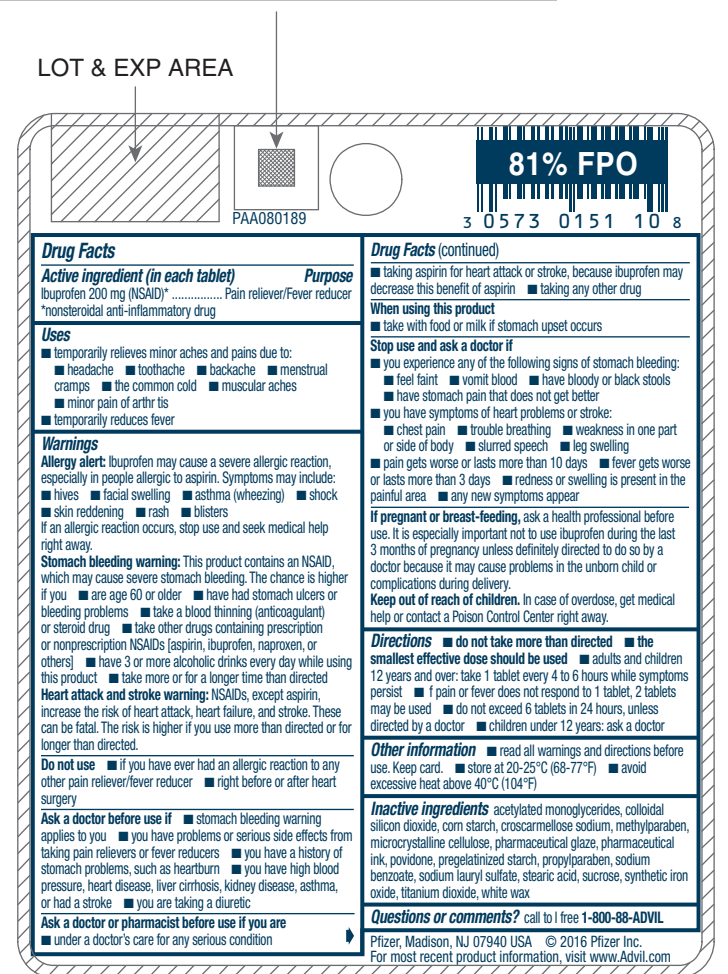 LOT & EXP AREA
PAA080189
81% FPO
3 0573 0151 10 8
Drug Facts
Active ingredient (in each tablet) Purpose
Ibuprofen 200 mg (NSAID)* ................ Pain reliever/Fever reducer
*nonsteroidal anti-inflammatory drug
Uses
■ temporarily relieves minor aches and pains due to:
■ headache ■ toothache ■ backache ■ menstrual
cramps ■ the common cold ■ muscular aches
■ minor pain of arthr tis
■ temporarily reduces fever
Warnings
Allergy alert: Ibuprofen may cause a severe allergic reaction,
especially in people allergic to aspirin. Symptoms may include:
■ hives ■ facial swelling ■ asthma (wheezing) ■ shock
■ skin reddening ■ rash ■ blisters
If an allergic reaction occurs, stop use and seek medical help
right away.
Stomach bleeding warning: This product contains an NSAID,
which may cause severe stomach bleeding. The chance is higher
if you ■ are age 60 or older ■ have had stomach ulcers or
bleeding problems ■ take a blood thinning (anticoagulant)
or steroid drug ■ take other drugs containing prescription
or nonprescription NSAIDs [aspirin, ibuprofen, naproxen, or
others] ■ have 3 or more alcoholic drinks every day while using
this product ■ take more or for a longer time than directed
Heart attack and stroke warning: NSAIDs, except aspirin,
increase the risk of heart attack, heart failure, and stroke. These
can be fatal. The risk is higher if you use more than directed or for
longer than directed.
Do not use ■ if you have ever had an allergic reaction to any
other pain reliever/fever reducer ■ right before or after heart
surgery
Ask a doctor before use if ■ stomach bleeding warning
applies to you ■ you have problems or serious side effects from
taking pain relievers or fever reducers ■ you have a history of
stomach problems, such as heartburn ■ you have high blood
pressure, heart disease, liver cirrhosis, kidney disease, asthma,
or had a stroke ■ you are taking a diuretic
Ask a doctor or pharmacist before use if you are
■ under a doctor's care for any serious condition
Drug Facts (continued)
■ taking aspirin for heart attack or stroke, because ibuprofen may
decrease this benefit of aspirin ■ taking any other drug
When using this product
■ take with food or milk if stomach upset occurs
Stop use and ask a doctor if
■ you experience any of the following signs of stomach bleeding:
■ feel faint ■ vomit blood ■ have bloody or black stools
■ have stomach pain that does not get better
■ you have symptoms of heart problems or stroke:
■ chest pain ■ trouble breathing ■ weakness in one part
or side of body ■ slurred speech ■ leg swelling
■ pain gets worse or lasts more than 10 days ■ fever gets worse
or lasts more than 3 days ■ redness or swelling is present in the
painful area ■ any new symptoms appear
If pregnant or breast-feeding, ask a health professional before
use. It is especially important not to use ibuprofen during the last
3 months of pregnancy unless definitely directed to do so by a
doctor because it may cause problems in the unborn child or
complications during delivery.
Keep out of reach of children. In case of overdose, get medical
help or contact a Poison Control Center right away.
Directions ■ do not take more than directed ■ the
smallest effective dose should be used ■ adults and children
12 years and over: take 1 tablet every 4 to 6 hours while symptoms
persist ■ f pain or fever does not respond to 1 tablet, 2 tablets
may be used ■ do not exceed 6 tablets in 24 hours, unless
directed by a doctor ■ children under 12 years: ask a doctor
Other information ■ read all warnings and directions before
use. Keep card. ■ store at 20-25°C (68-77°F) ■ avoid
excessive heat above 40°C (104°F)
Inactive ingredients acetylated monoglycerides, colloidal
silicon dioxide, corn starch, croscarmellose sodium, methylparaben,
microcrystalline cellulose, pharmaceutical glaze, pharmaceutical
ink, povidone, pregelatinized starch, propylparaben, sodium
benzoate, sodium lauryl sulfate, stearic acid, sucrose, synthetic iron
oxide, titanium dioxide, white wax
Questions or comments? call to l free 1-800-88-ADVIL
Pfizer, Madison, NJ 07940 USA © 2016 Pfizer Inc.
For most recent product information, visit www.Advil.com